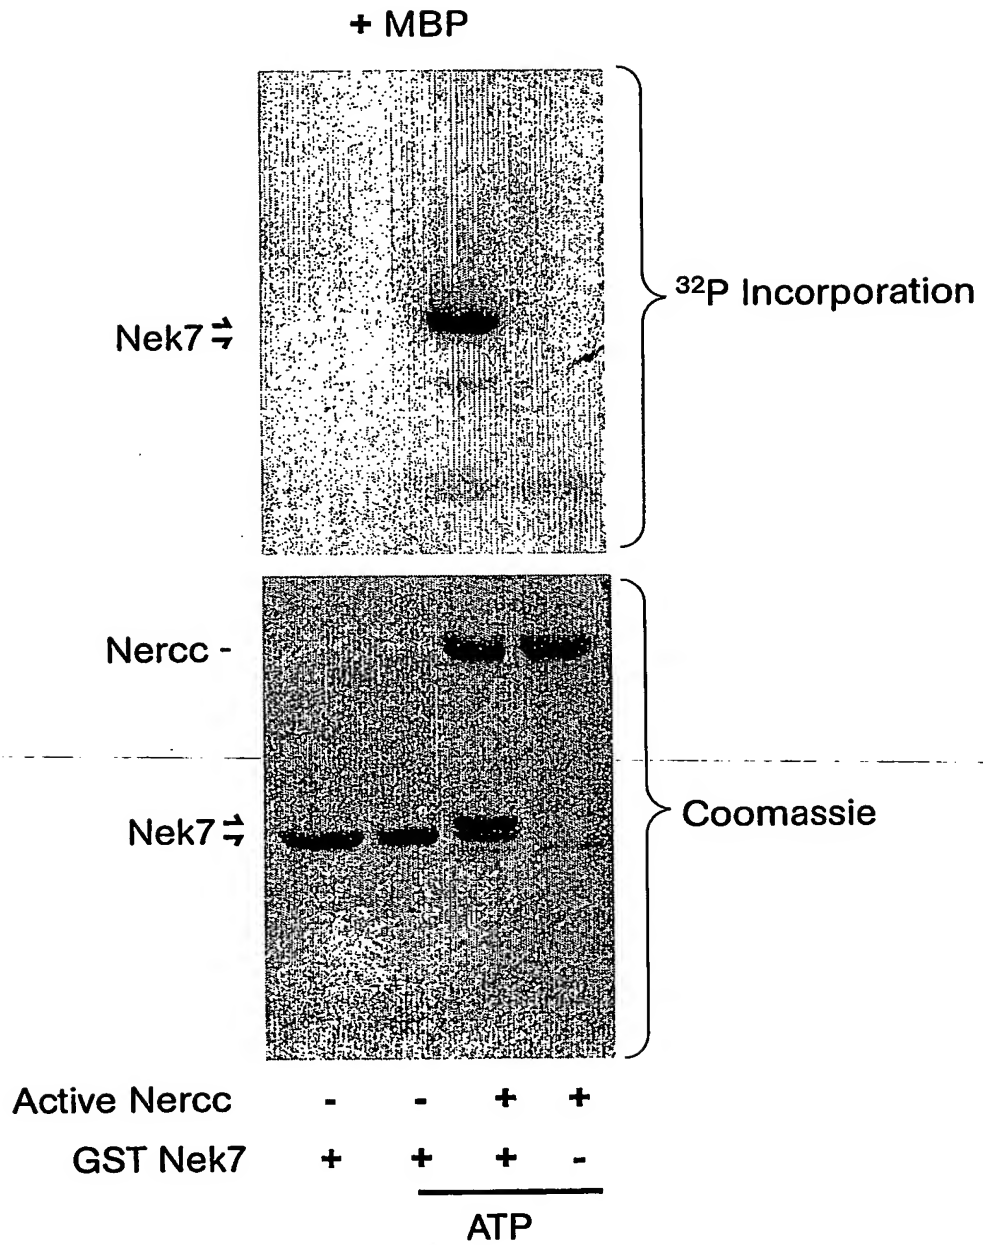 + MBP
³²P Incorporation
Nek7
Nercc -
Nek7
Coomassie
Active Nercc - - + +
GST Nek7 + + + -
ATP